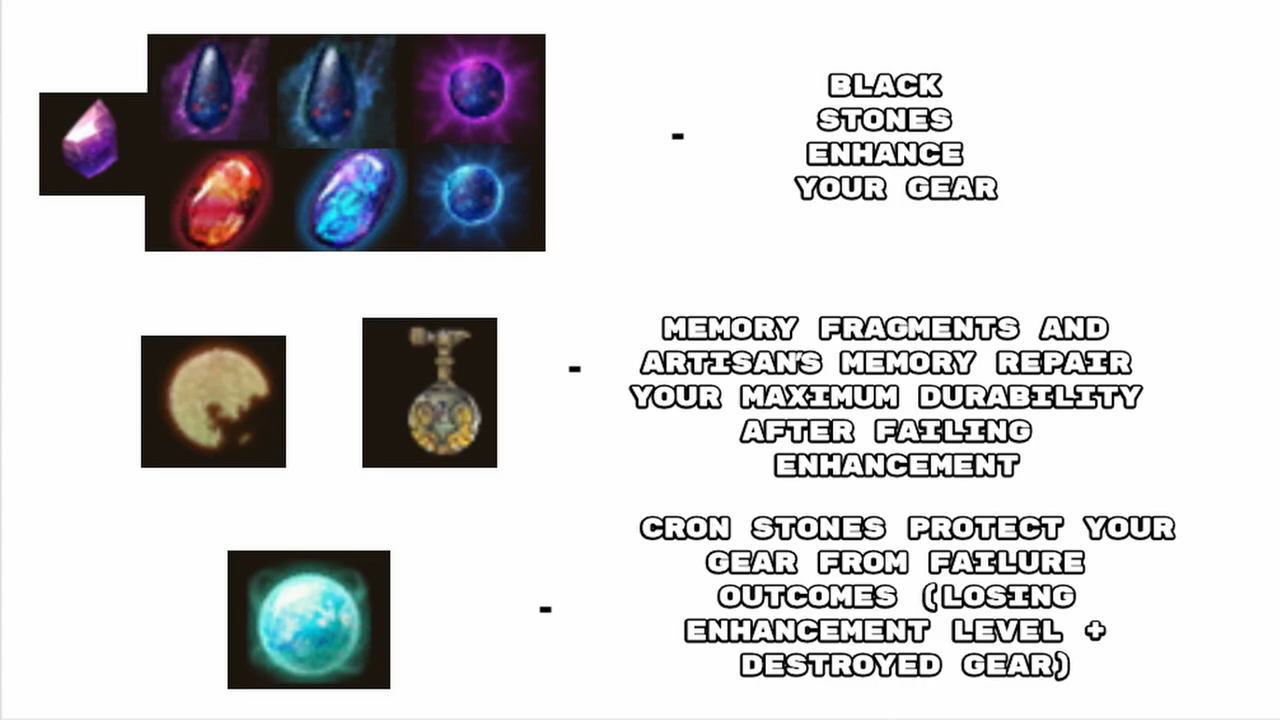 BLACK
STONES
ENHANCE
YOUR GEAR
-
MEMORY FRAGMENTS AND
ARTISAN'S MEMORY REPAIR
YOUR MAXIMUM DURABILITY
AFTER FAILING
ENHANCEMENT
-
CRON STONES PROTECT YOUR
GEAR FROM FAILURE
OUTCOMES (LOSING
ENHANCEMENT LEVEL +
DESTROYED GEAR)
-